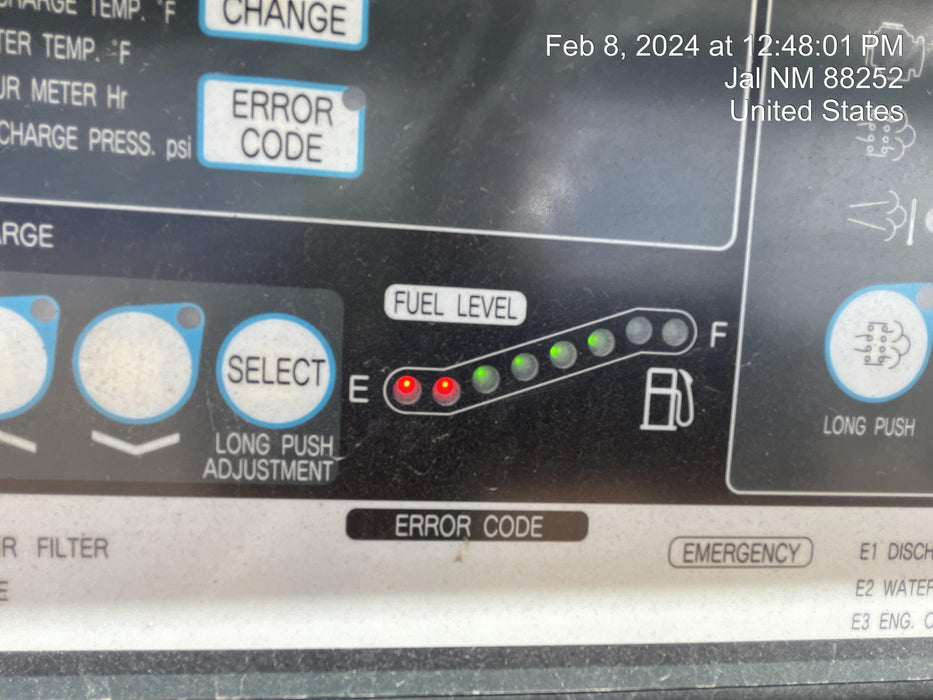 CHARGE TEMP. °F
TER TEMP. °F
UR METER Hr
CHARGE PRESS. psi
CHANGE
ERROR
CODE
Feb 8, 2024 at 12:48:01 PM
Jal NM 88252
United States
ARGE
FUEL LEVEL
SELECT
E
F
LONG PUSH
ADJUSTMENT
LONG PUSH
ERROR CODE
R FILTER
E
EMERGENCY
E1 DISCH
E2 WATER
E3 ENG. O